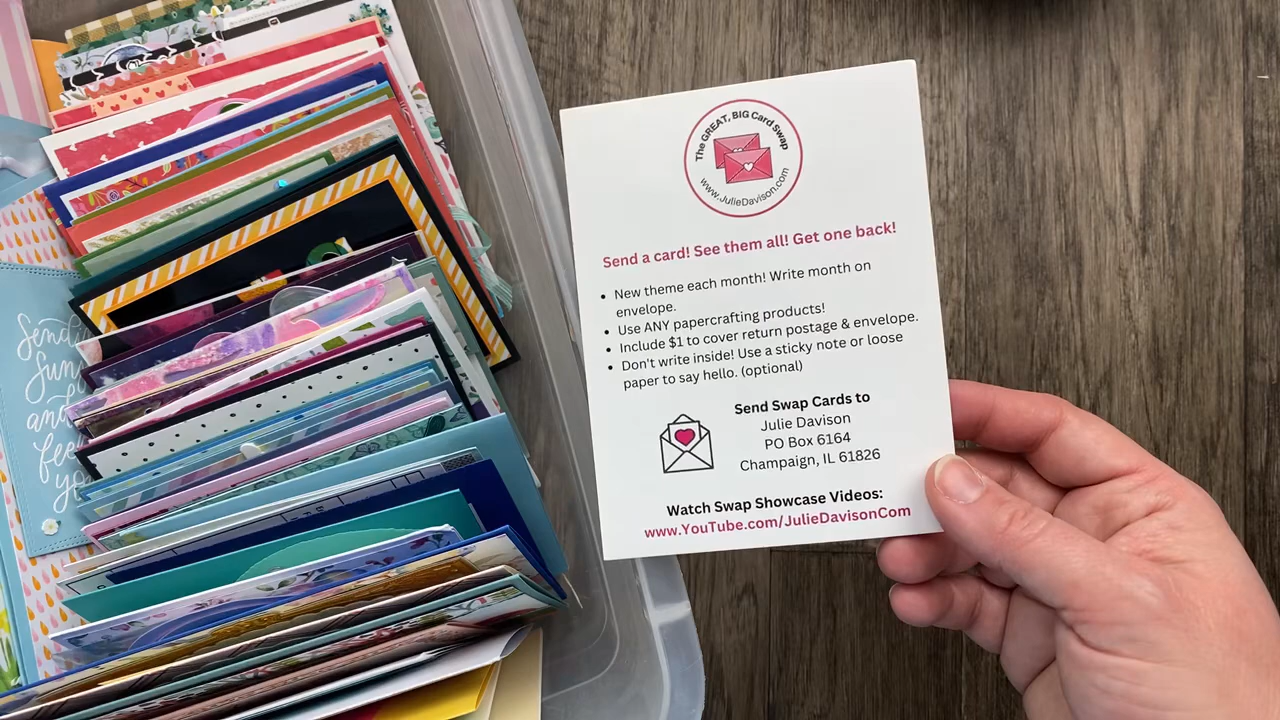 The GREAT, BIG Card Swap
www.JulieDavison.com
Send a card! See them all! Get one back!
• New theme each month! Write month on
envelope.
• Use ANY papercrafting products!
• Include $1 to cover return postage & envelope.
• Don't write inside! Use a sticky note or loose
paper to say hello. (optional)
Send Swap Cards to
Julie Davison
PO Box 6164
Champaign, IL 61826
Watch Swap Showcase Videos:
www.YouTube.com/JulieDavisonCom